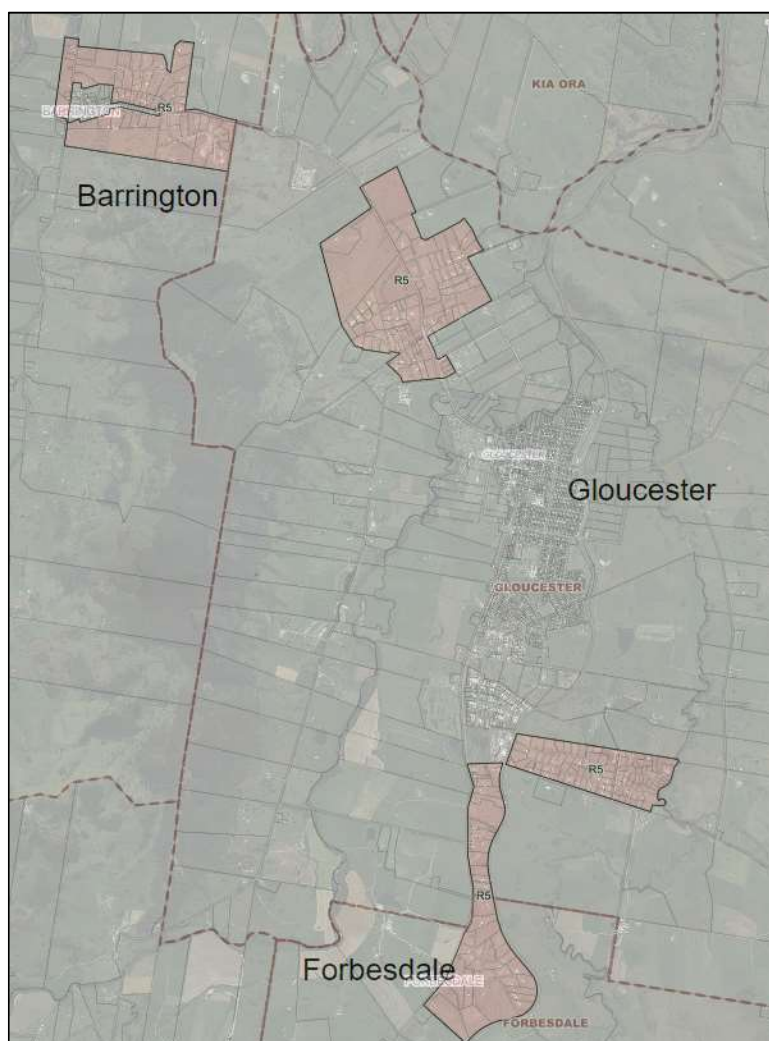 KIA ORA
BARRINGTON
R5
Barrington
R5
GLOUCESTER
Gloucester
GLOUCESTER
R5
R5
Forbesdale
FORBESDALE
FORBESDALE